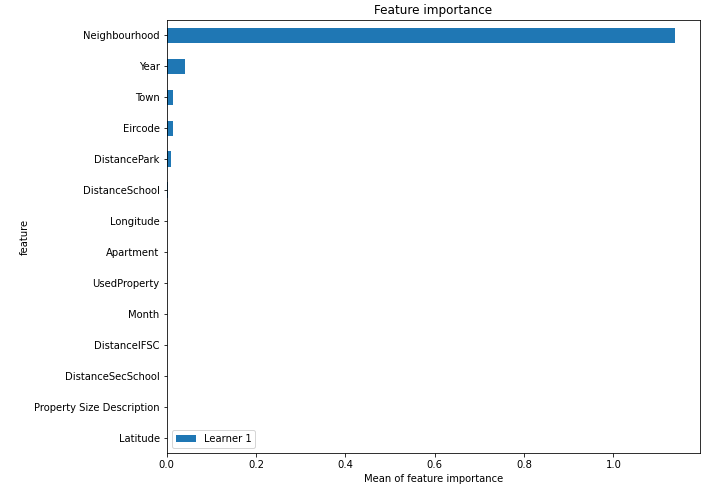 Feature importance
Neighbourhood
Year
Town
Eircode
DistancePark
DistanceSchool
Longitude
Apartment
UsedProperty
Month
DistanceIFSC
DistanceSecSchool
Property Size Description
Latitude
feature
Learner 1
0.0 0.2 0.4 0.6 0.8 1.0
Mean of feature importance